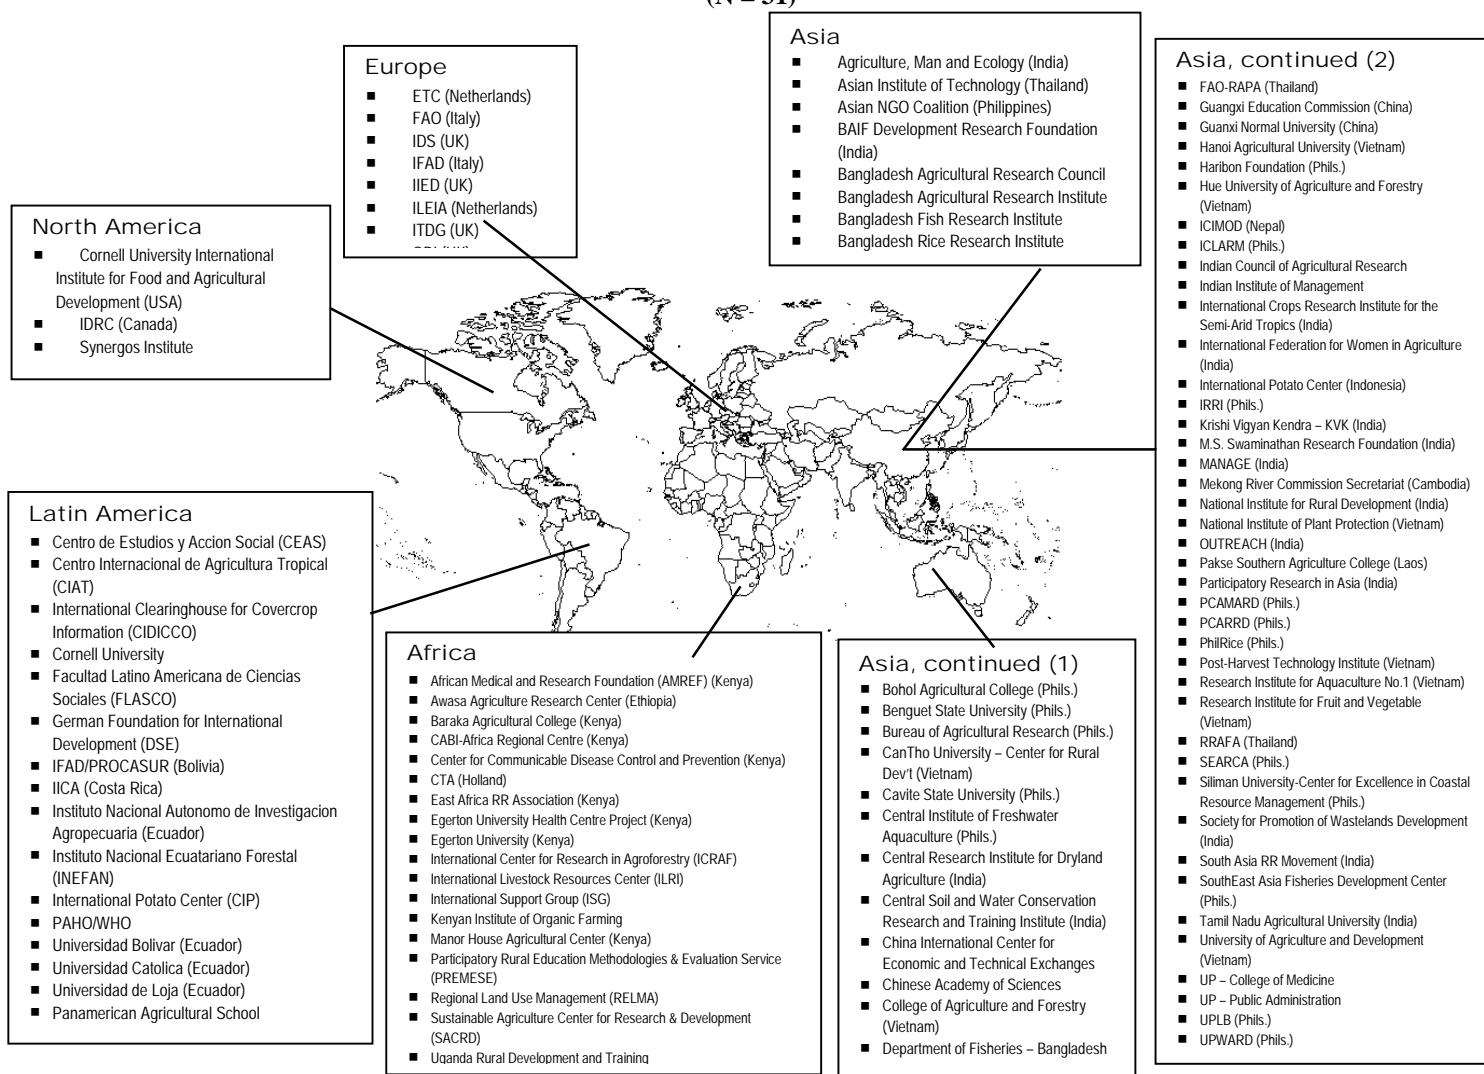 (N = 51)
Europe
ETC (Netherlands)
FAO (Italy)
IDS (UK)
IFAD (Italy)
IIED (UK)
ILEIA (Netherlands)
ITDG (UK)
North America
Cornell University International
Institute for Food and Agricultural
Development (USA)
IDRC (Canada)
Synergos Institute
Asia
Agriculture, Man and Ecology (India)
Asian Institute of Technology (Thailand)
Asian NGO Coalition (Philippines)
BAIF Development Research Foundation
(India)
Bangladesh Agricultural Research Council
Bangladesh Agricultural Research Institute
Bangladesh Fish Research Institute
Bangladesh Rice Research Institute
Latin America
Centro de Estudios y Accion Social (CEAS)
Centro Internacional de Agricultura Tropical
(CIAT)
International Clearinghouse for Covercrop
Information (CIDICCO)
Cornell University
Facultad Latino Americana de Ciencias
Sociales (FLASCO)
German Foundation for International
Development (DSE)
IFAD/PROCASUR (Bolivia)
IICA (Costa Rica)
Instituto Nacional Autonomo de Investigacion
Agropecuaria (Ecuador)
Instituto Nacional Ecuatariano Forestal
(INEFAN)
International Potato Center (CIP)
PAHO/WHO
Universidad Bolivar (Ecuador)
Universidad Catolica (Ecuador)
Universidad de Loja (Ecuador)
Panamerican Agricultural School
Africa
African Medical and Research Foundation (AMREF) (Kenya)
Awasa Agriculture Research Center (Ethiopia)
Baraka Agricultural College (Kenya)
CABI-Africa Regional Centre (Kenya)
Center for Communicable Disease Control and Prevention (Kenya)
CTA (Holland)
East Africa RR Association (Kenya)
Egerton University Health Centre Project (Kenya)
Egerton University (Kenya)
International Center for Research in Agroforestry (ICRAF)
International Livestock Resources Center (ILRI)
International Support Group (ISG)
Kenyan Institute of Organic Farming
Manor House Agricultural Center (Kenya)
Participatory Rural Education Methodologies & Evaluation Service
(PREMESE)
Regional Land Use Management (RELMA)
Sustainable Agriculture Center for Research & Development
(SACRD)
Uganda Rural Development and Training
Asia, continued (1)
Bohol Agricultural College (Phils.)
Benguet State University (Phils.)
Bureau of Agricultural Research (Phils.)
CanTho University – Center for Rural
Dev't (Vietnam)
Cavite State University (Phils.)
Central Institute of Freshwater
Aquaculture (Phils.)
Central Research Institute for Dryland
Agriculture (India)
Central Soil and Water Conservation
Research and Training Institute (India)
China International Center for
Economic and Technical Exchanges
Chinese Academy of Sciences
College of Agriculture and Forestry
(Vietnam)
Department of Fisheries – Bangladesh
Asia, continued (2)
FAO-RAPA (Thailand)
Guangxi Education Commission (China)
Guanxi Normal University (China)
Hanoi Agricultural University (Vietnam)
Haribon Foundation (Phils.)
Hue University of Agriculture and Forestry
(Vietnam)
ICIMOD (Nepal)
ICLARM (Phils.)
Indian Council of Agricultural Research
Indian Institute of Management
International Crops Research Institute for the
Semi-Arid Tropics (India)
International Federation for Women in Agriculture
(India)
International Potato Center (Indonesia)
IRRI (Phils.)
Krishi Vigyan Kendra – KVK (India)
M.S. Swaminathan Research Foundation (India)
MANAGE (India)
Mekong River Commission Secretariat (Cambodia)
National Institute for Rural Development (India)
National Institute of Plant Protection (Vietnam)
OUTREACH (India)
Pakse Southern Agriculture College (Laos)
Participatory Research in Asia (India)
PCAMARD (Phils.)
PCARRD (Phils.)
PhilRice (Phils.)
Post-Harvest Technology Institute (Vietnam)
Research Institute for Aquaculture No.1 (Vietnam)
Research Institute for Fruit and Vegetable
(Vietnam)
RRAFA (Thailand)
SEARCA (Phils.)
Siliman University-Center for Excellence in Coastal
Resource Management (Phils.)
Society for Promotion of Wastelands Development
(India)
South Asia RR Movement (India)
SouthEast Asia Fisheries Development Center
(Phils.)
Tamil Nadu Agricultural University (India)
University of Agriculture and Development
(Vietnam)
UP – College of Medicine
UP – Public Administration
UPLB (Phils.)
UPWARD (Phils.)